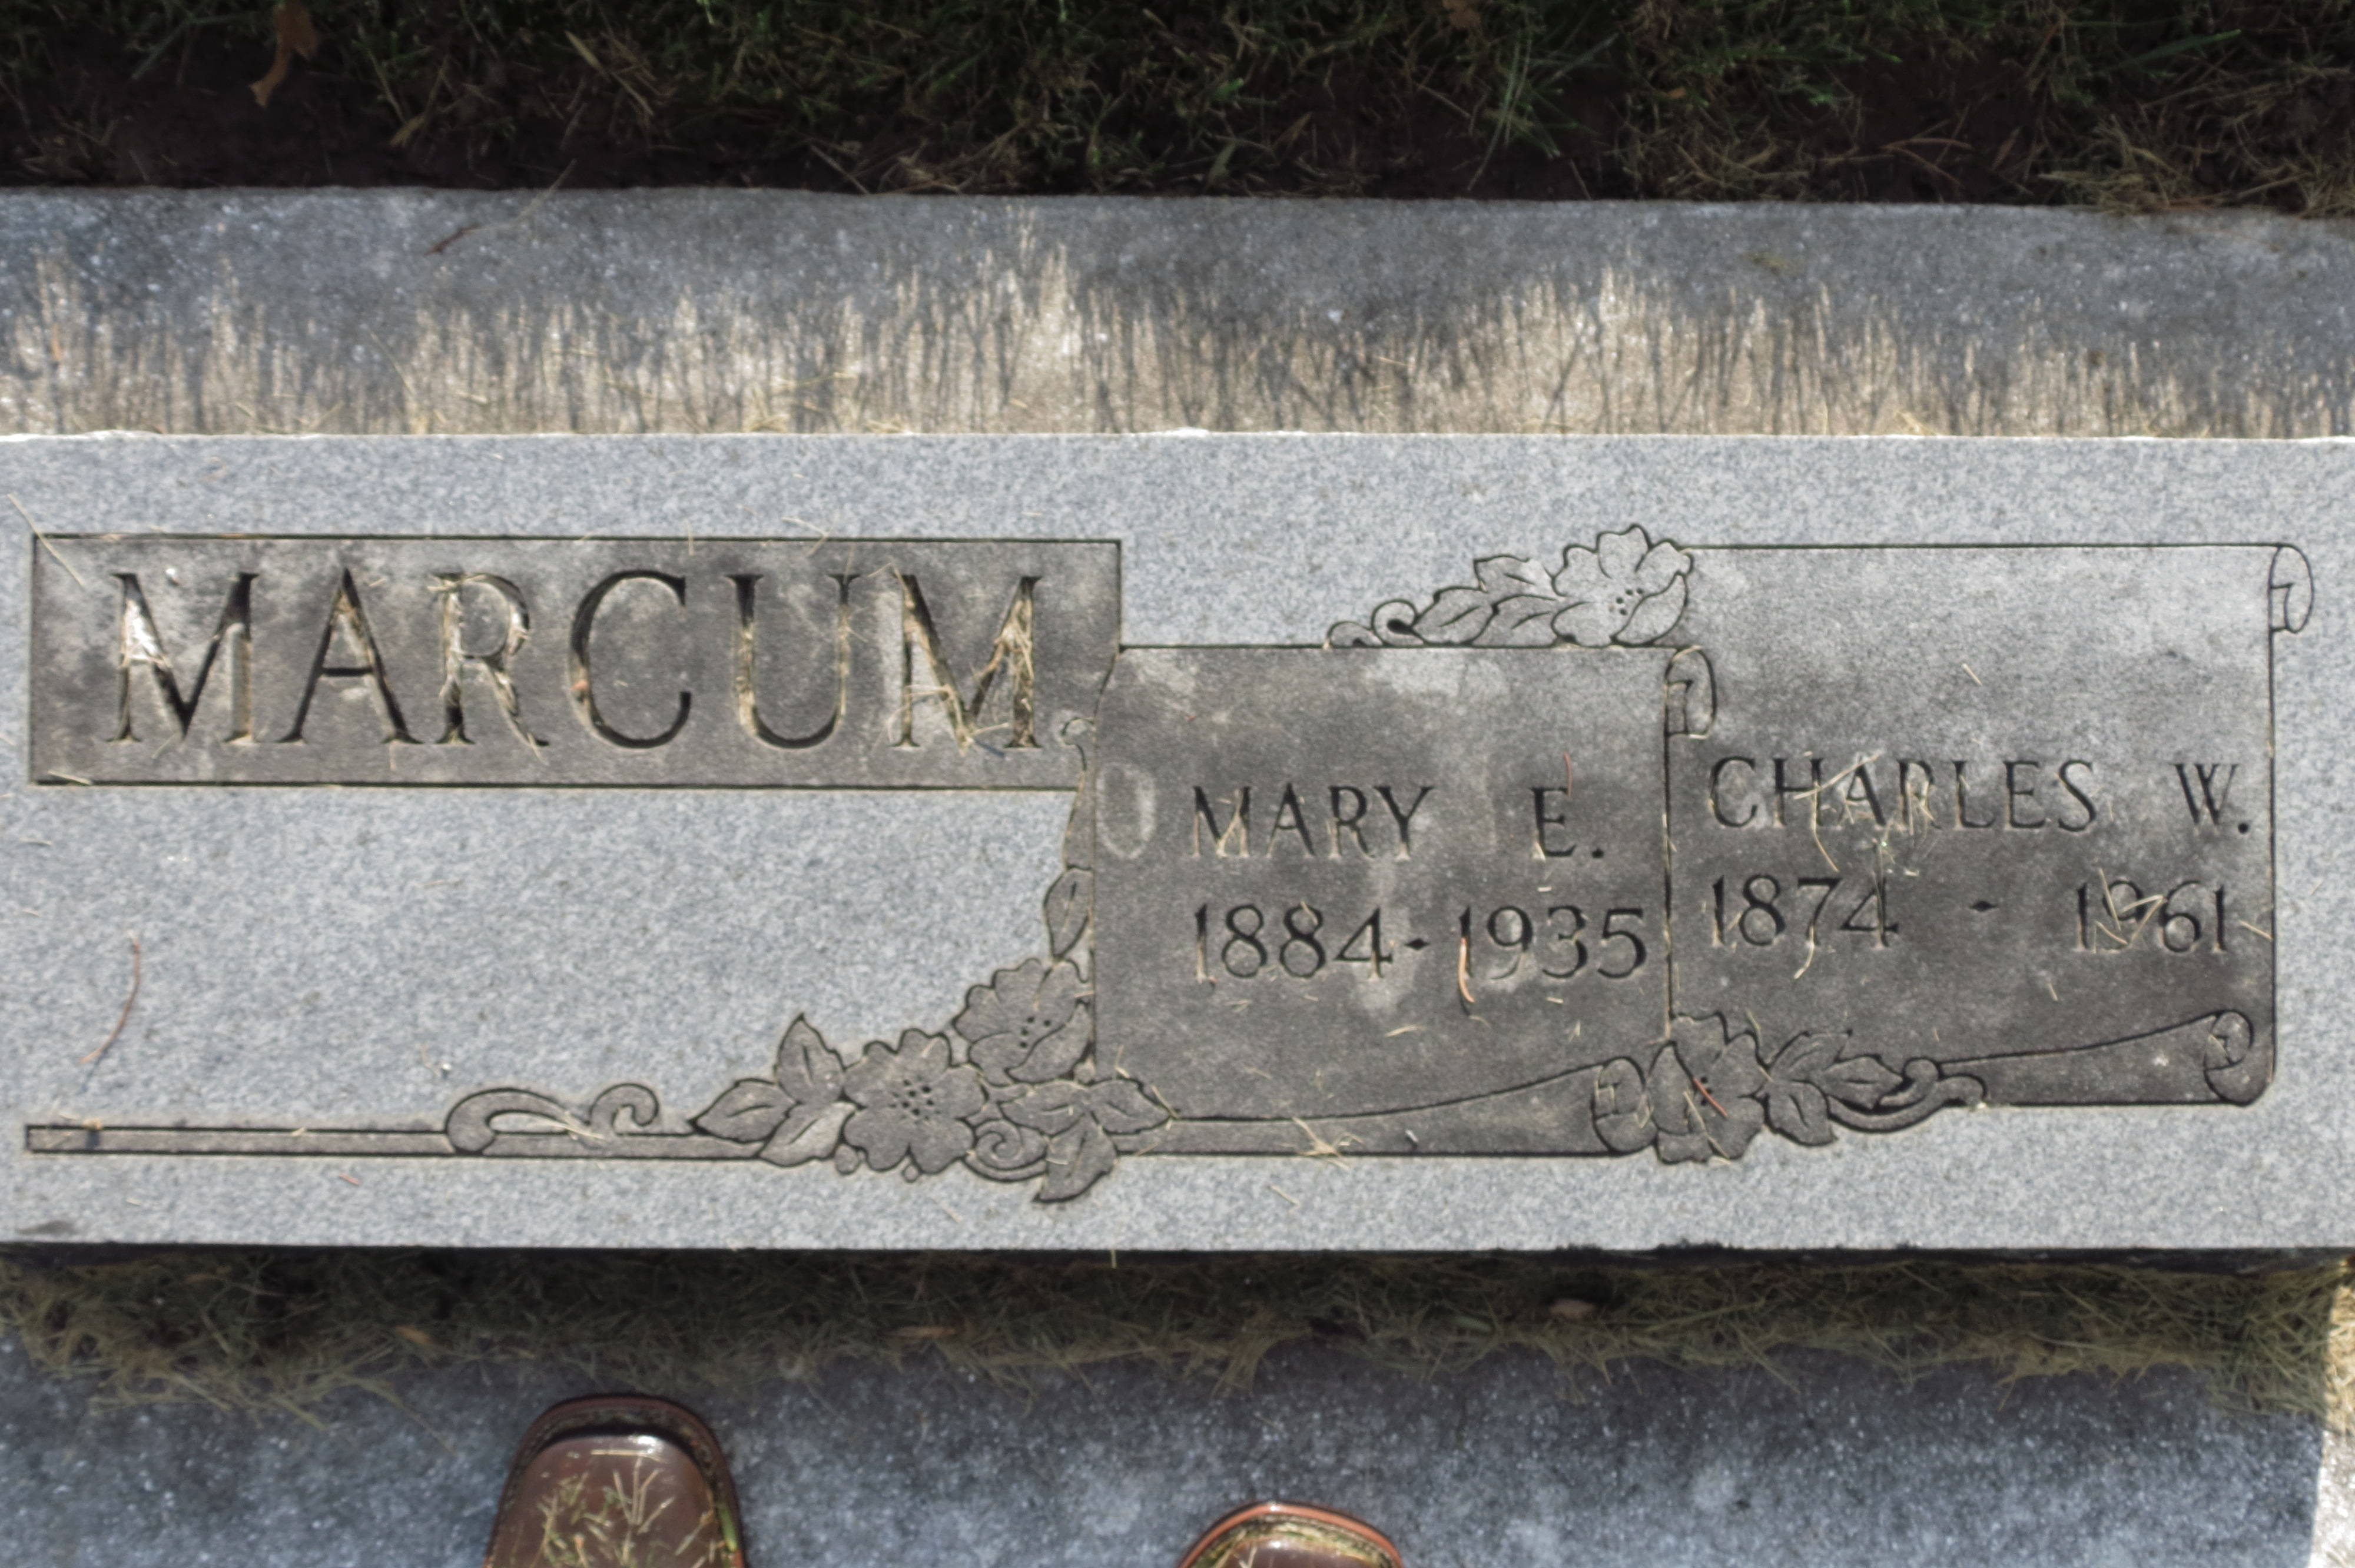 MARCUM
MARY E.
1884-1935
CHARLES W.
1874 - 1961